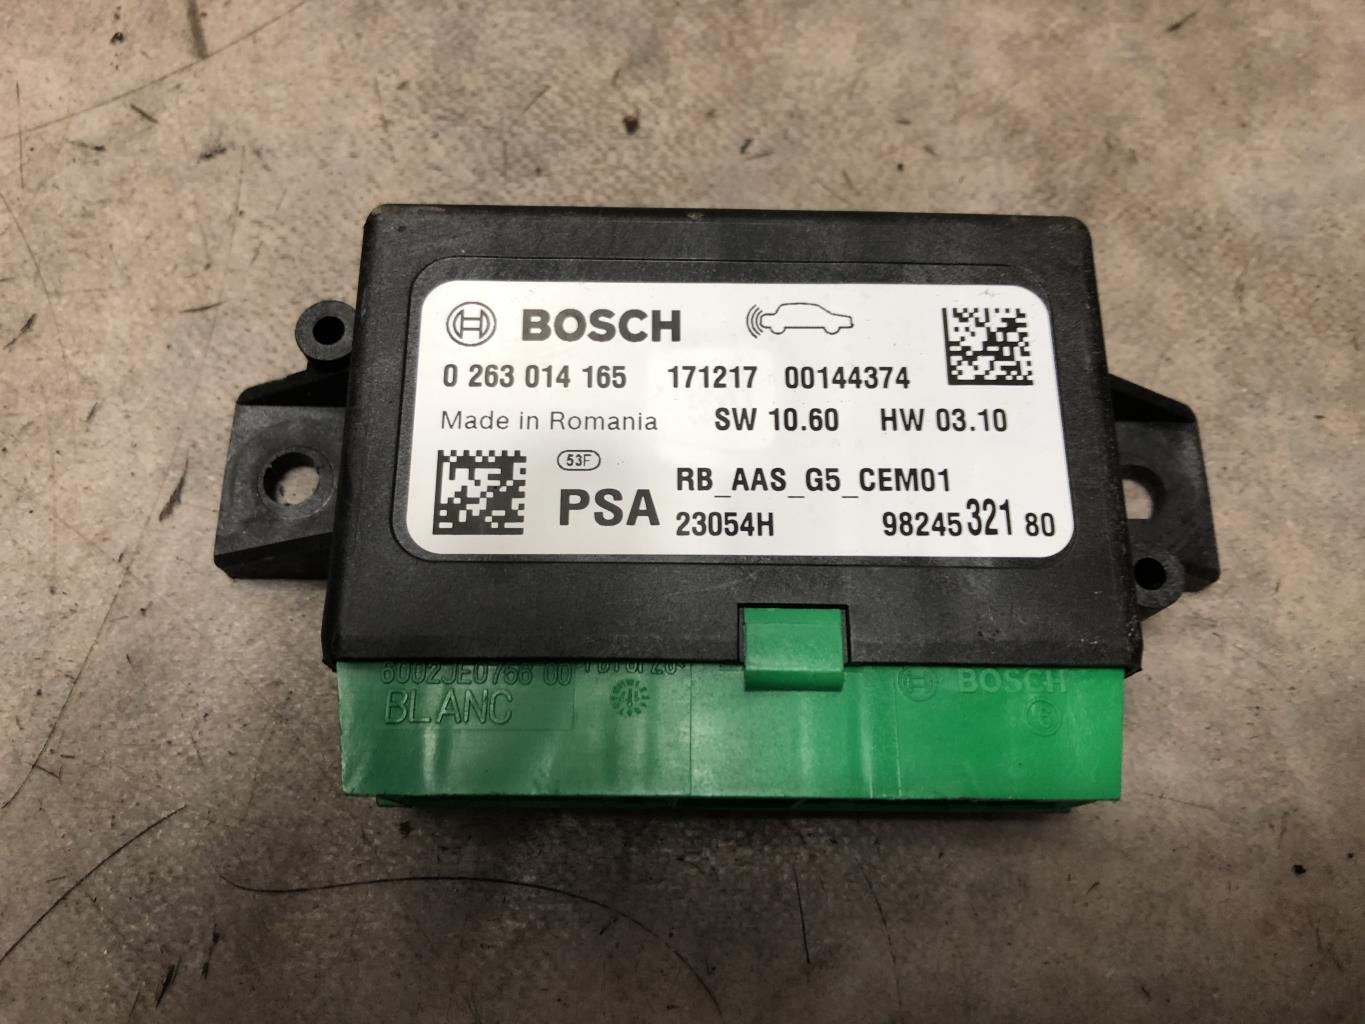 BOSCH
0 263 014 165 171217 00144374
Made in Romania SW 10.60 HW 03.10
53F
PSA RB_AAS_G5_CEM01
23054H 98245 321 80
BOSCH
BLANC